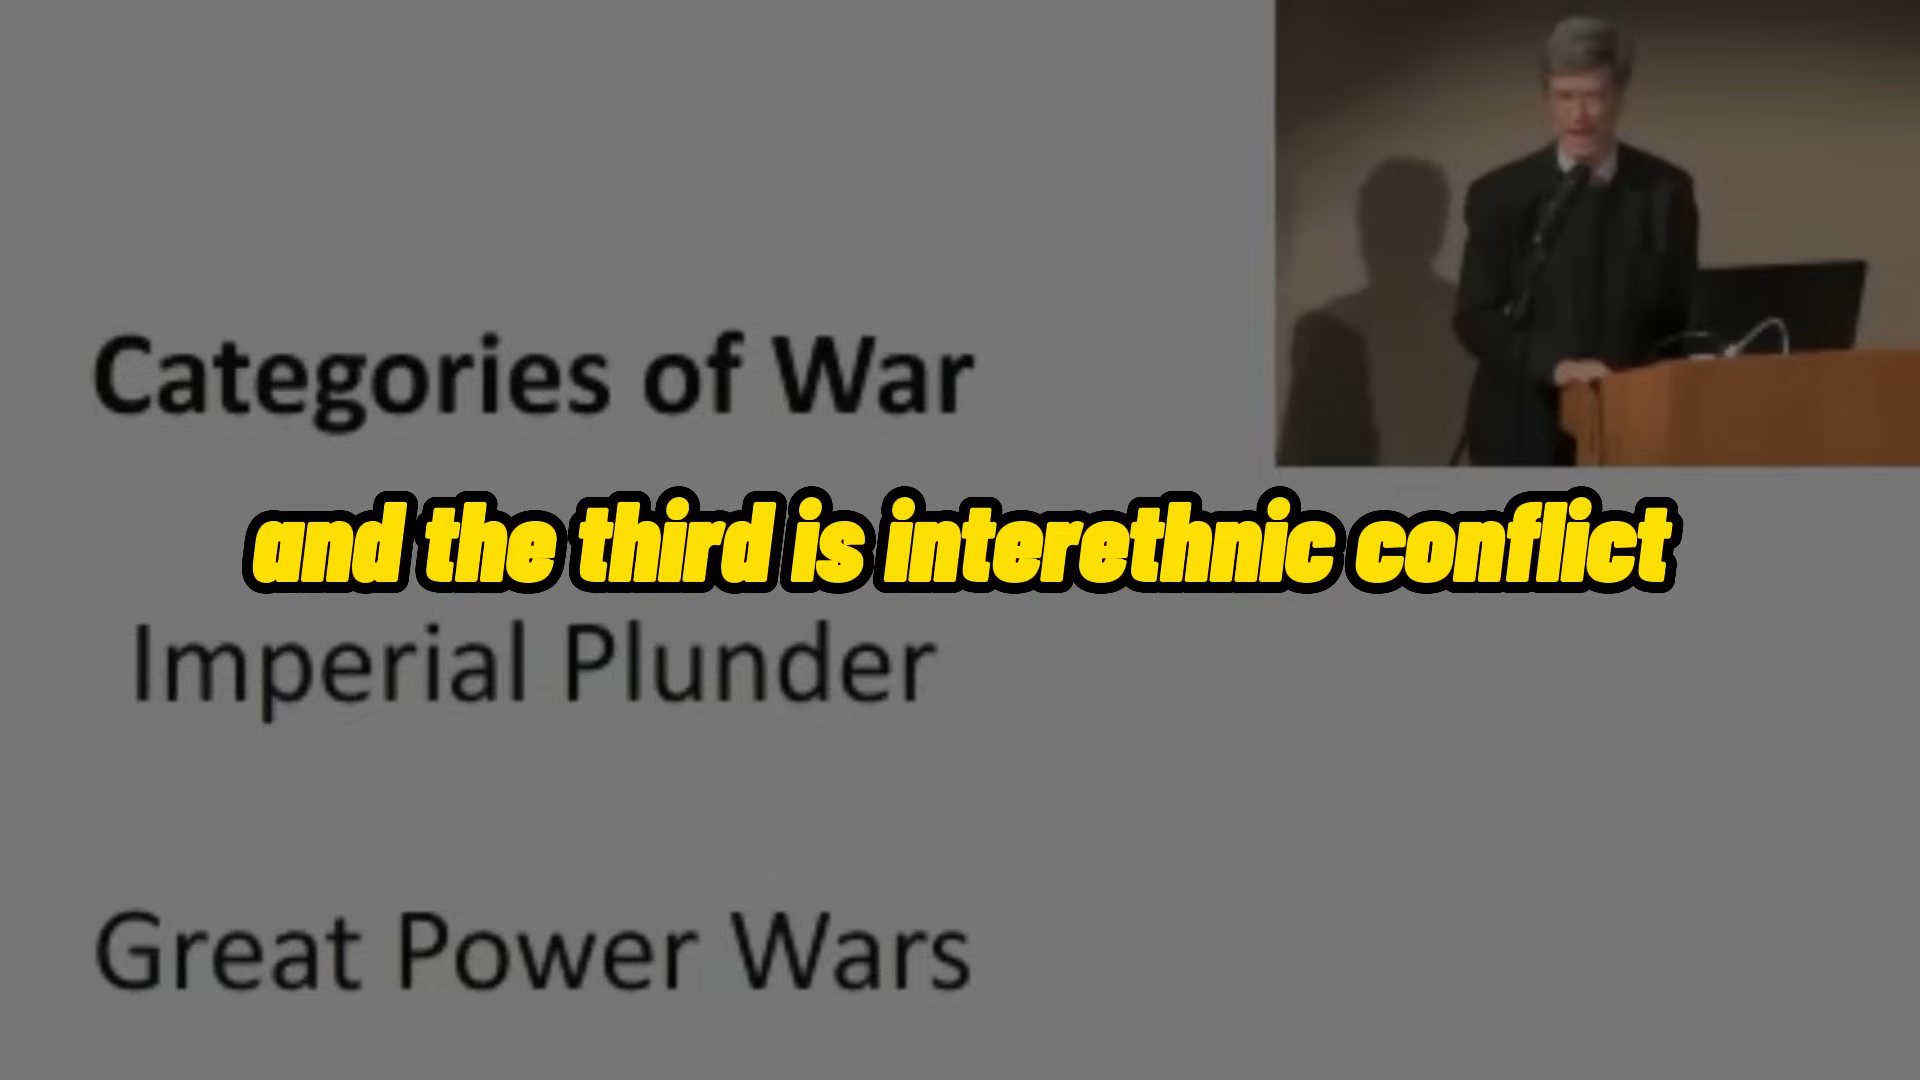 Categories of War
and the third is interethnic conflict
Imperial Plunder
Great Power Wars